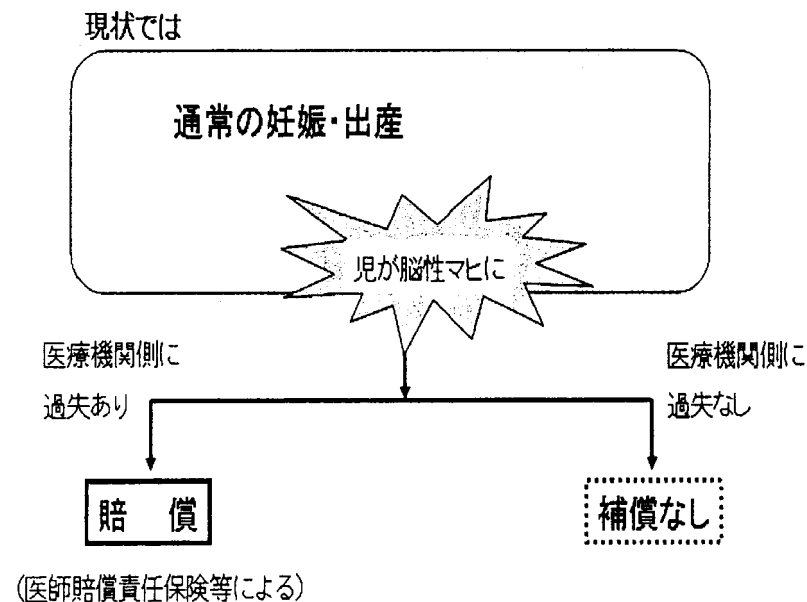 現状では
通常の妊娠・出産
児が脳性マヒに
医療機関側に
過失あり
医療機関側に
過失なし
賠　償
補償なし
(医師賠償責任保険等による)